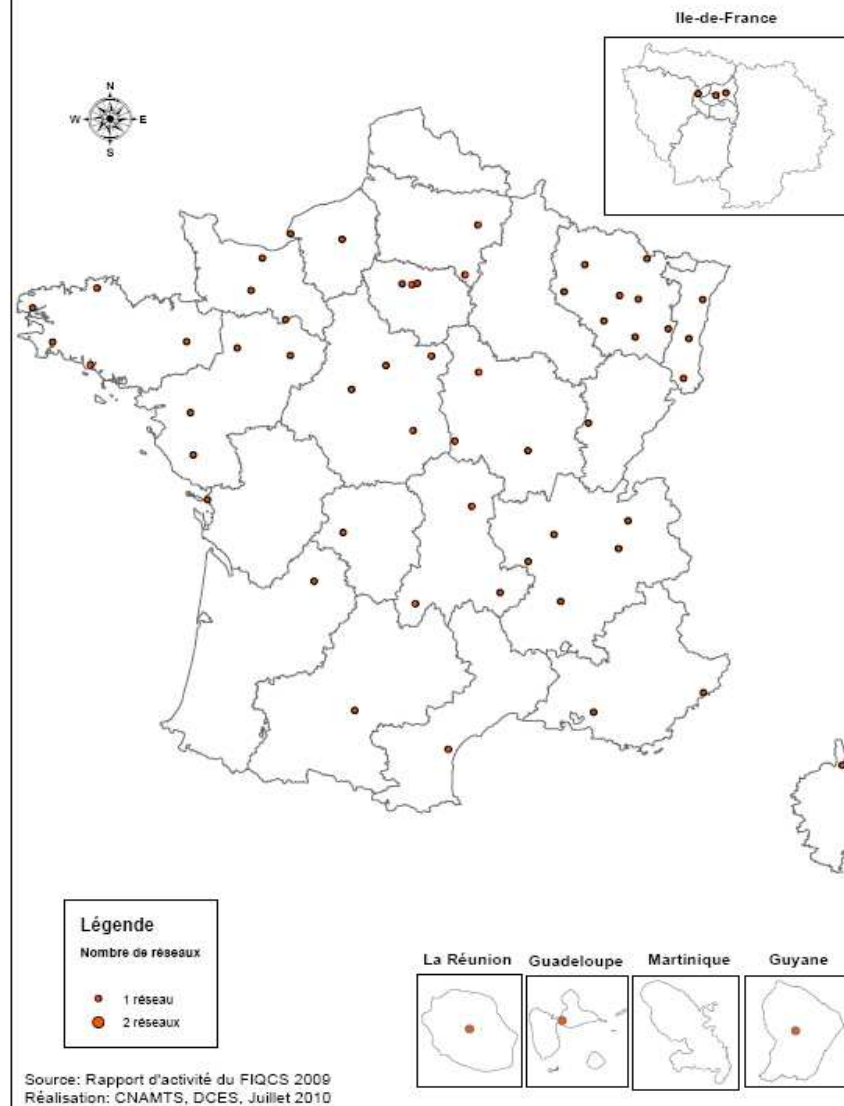 Ile-de-France
N
W E
S
Légende
Nombre de réseaux
1 réseau
2 réseaux
La Réunion Guadeloupe Martinique Guyane
Source: Rapport d'activité du FIQCS 2009
Réalisation: CNAMTS, DCES, Juillet 2010